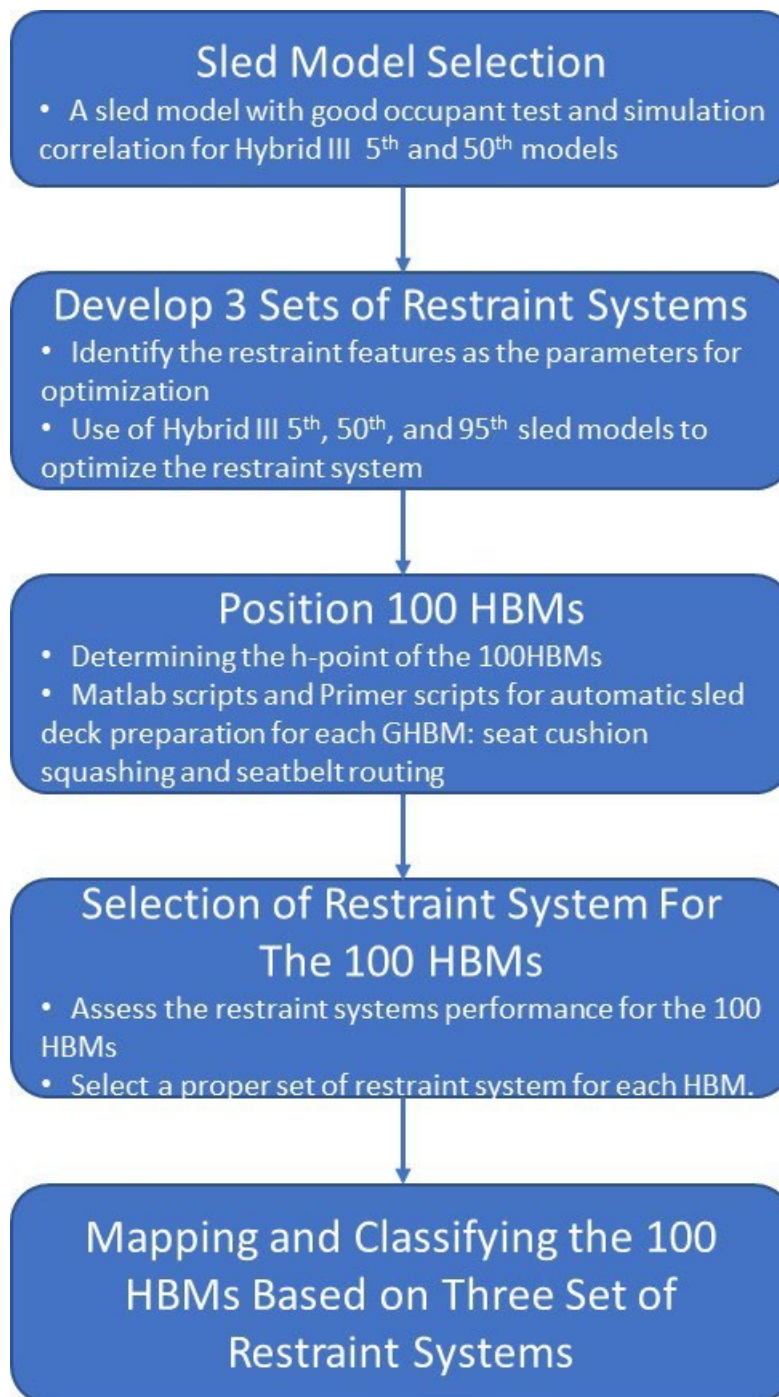 Sled Model Selection
• A sled model with good occupant test and simulation
correlation for Hybrid III 5th and 50th models
Develop 3 Sets of Restraint Systems
• Identify the restraint features as the parameters for
optimization
• Use of Hybrid III 5th, 50th, and 95th sled models to
optimize the restraint system
Position 100 HBMs
• Determining the h-point of the 100HBMs
• Matlab scripts and Primer scripts for automatic sled
deck preparation for each GHBM: seat cushion
squashing and seatbelt routing
Selection of Restraint System For
The 100 HBMs
• Assess the restraint systems performance for the 100
HBMs
• Select a proper set of restraint system for each HBM.
Mapping and Classifying the 100
HBMs Based on Three Set of
Restraint Systems